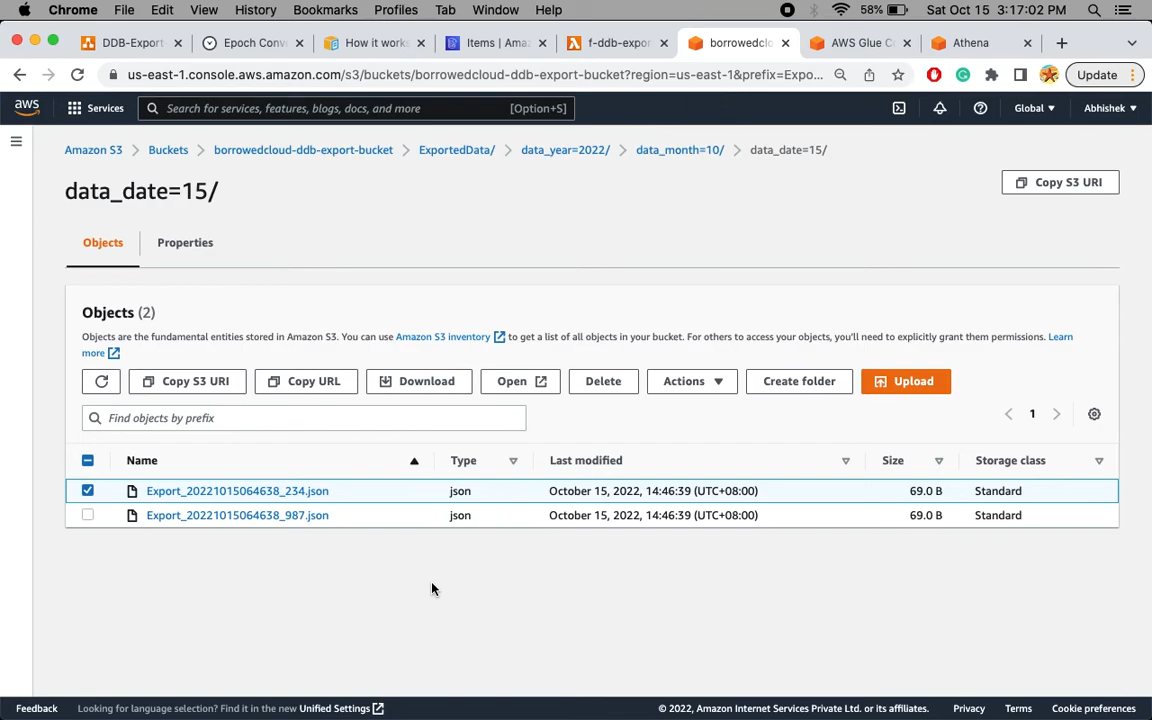 Chrome File Edit View History Bookmarks Profiles Tab Window Help 58% Sat Oct 15 3:17:02 PM
DDB-Export Epoch Conv How it work Items | Ama f-ddb-expor borrowedclo AWS Glue C Athena
us-east-1.console.aws.amazon.com/s3/buckets/borrowedcloud-ddb-export-bucket?region=us-east-1&prefix=Expo... Update
aws Services Search for services, features, blogs, docs, and more [Option+S] Global Abhishek
Amazon S3 Buckets borrowedcloud-ddb-export-bucket ExportedData/ data_year=2022/ data_month=10/ data_date=15/
data_date=15/
Copy S3 URI
Objects Properties
Objects (2)
Objects are the fundamental entities stored in Amazon S3. You can use Amazon S3 inventory to get a list of all objects in your bucket. For others to access your objects, you'll need to explicitly grant them permissions. Learn
more
Copy S3 URI Copy URL Download Open Delete Actions Create folder Upload
Find objects by prefix 1
Name Type Last modified Size Storage class
Export_20221015064638_234.json json October 15, 2022, 14:46:39 (UTC+08:00) 69.0 B Standard
Export_20221015064638_987.json json October 15, 2022, 14:46:39 (UTC+08:00) 69.0 B Standard
Feedback Looking for language selection? Find it in the new Unified Settings © 2022, Amazon Internet Services Private Ltd. or its affiliates. Privacy Terms Cookie preferences